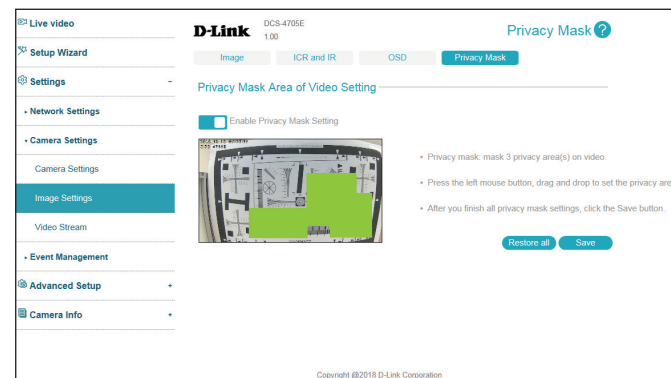 Live video
Setup Wizard
Settings -
Network Settings
Camera Settings
Camera Settings
Image Settings
Video Stream
Event Management
Advanced Setup +
Camera Info +
D-Link DCS-4705E
1.00
Privacy Mask ?
Image ICR and IR OSD Privacy Mask
Privacy Mask Area of Video Setting
Enable Privacy Mask Setting
• Privacy mask: mask 3 privacy area(s) on video.
• Press the left mouse button, drag and drop to set the privacy are
• After you finish all privacy mask settings, click the Save button.
Restore all Save
Copyright @2018 D-Link Corporation